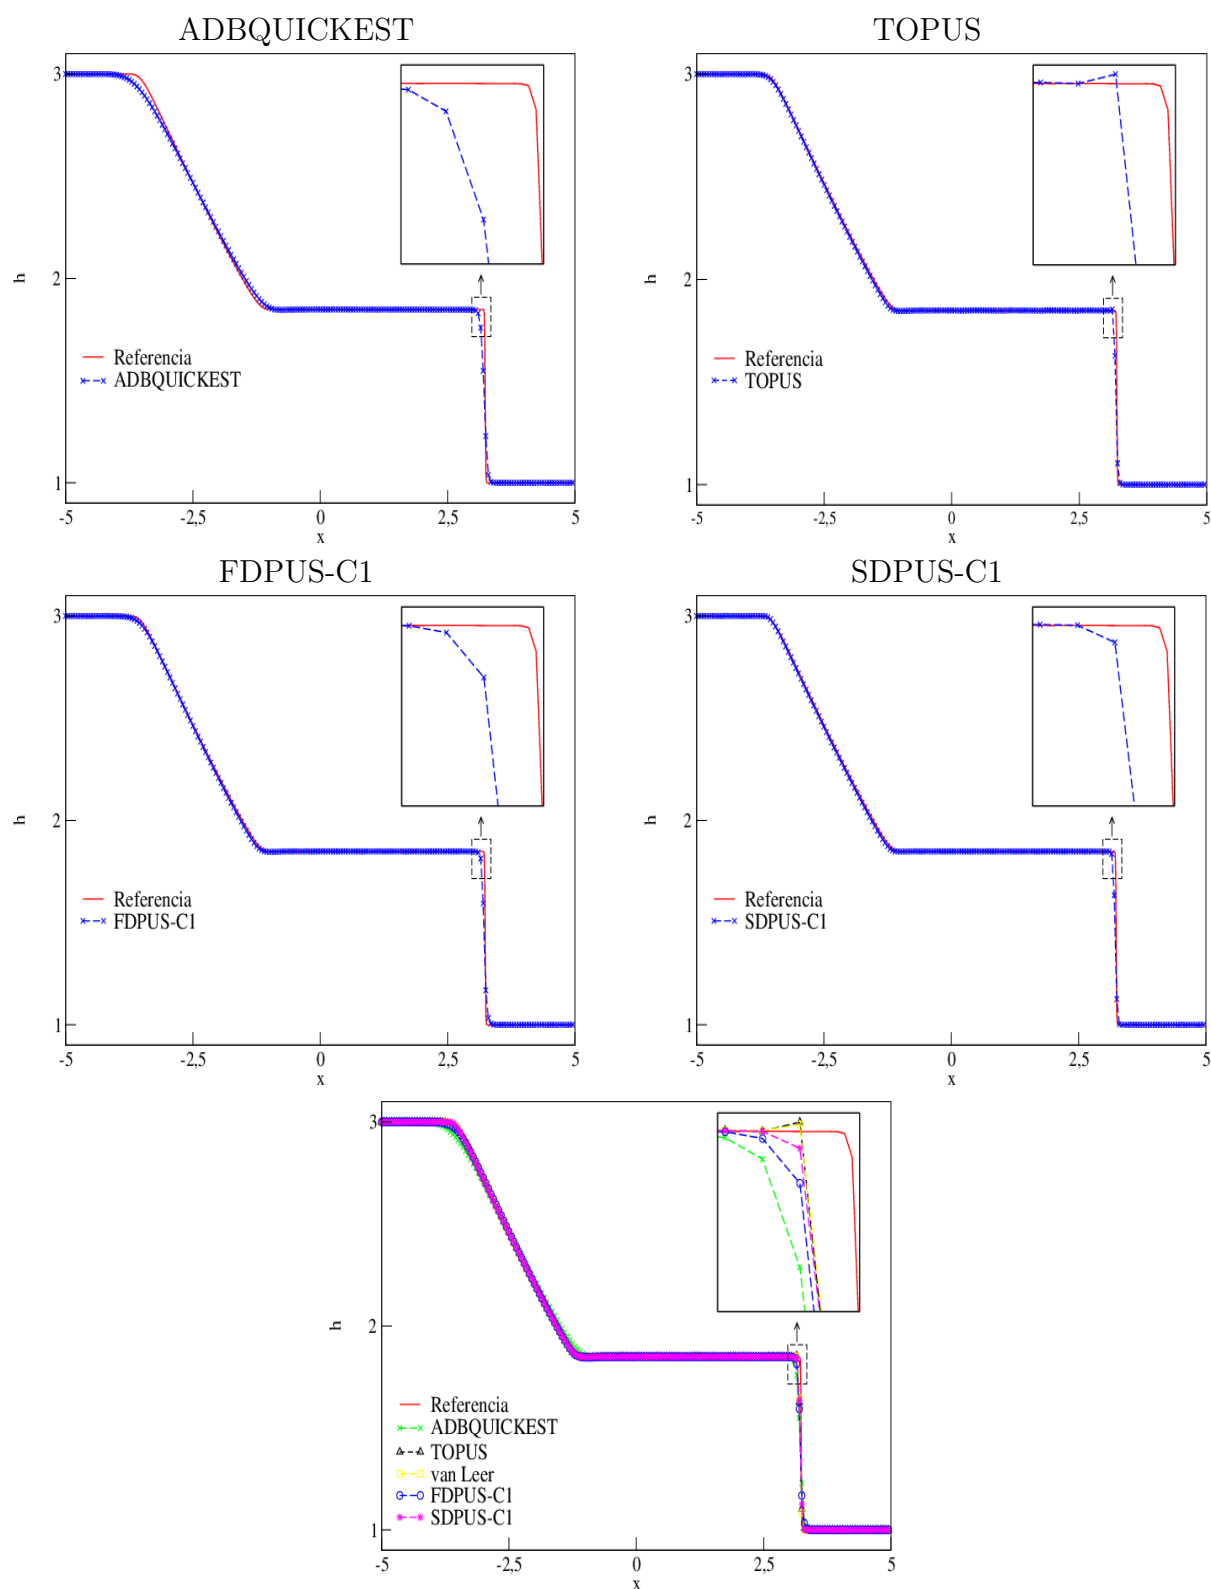 ADBQUICKEST
3
2
1
h
Referencia
ADBQUICKEST
-5
-2,5
0
2,5
5
x
TOPUS
3
2
1
h
Referencia
TOPUS
-5
-2,5
0
2,5
5
x
FDPUS-C1
3
2
1
h
Referencia
FDPUS-C1
-5
-2,5
0
2,5
5
x
SDPUS-C1
3
2
1
h
Referencia
SDPUS-C1
-5
-2,5
0
2,5
5
x
3
2
1
h
Referencia
ADBQUICKEST
TOPUS
van Leer
FDPUS-C1
SDPUS-C1
-5
-2,5
0
2,5
5
x